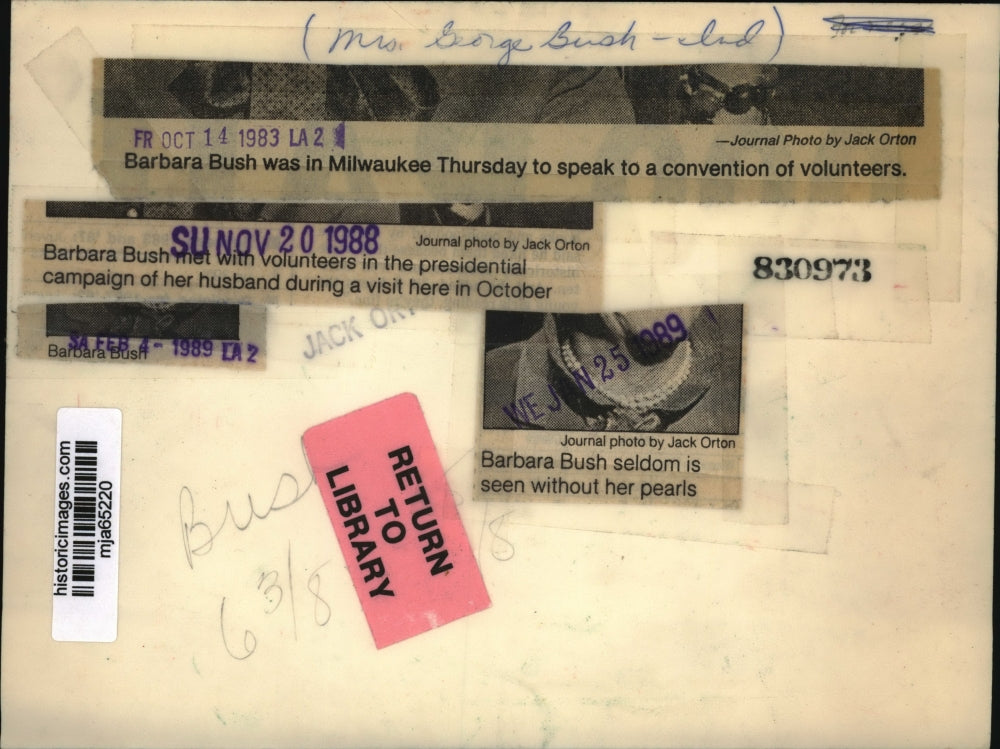 (Mrs. George Bush - Ind)
FR OCT 14 1983 LA 2
—Journal Photo by Jack Orton
Barbara Bush was in Milwaukee Thursday to speak to a convention of volunteers.
SU NOV 20 1988
Journal photo by Jack Orton
Barbara Bush met with volunteers in the presidential
campaign of her husband during a visit here in October
830973
SA FEB 4- 1989 LA 2
Barbara Bush
JACK
WE J N 25 1989
Journal photo by Jack Orton
Barbara Bush seldom is
seen without her pearls
historicimages.com
mja65220
RETURN
TO
LIBRARY
Bus
6 3/8